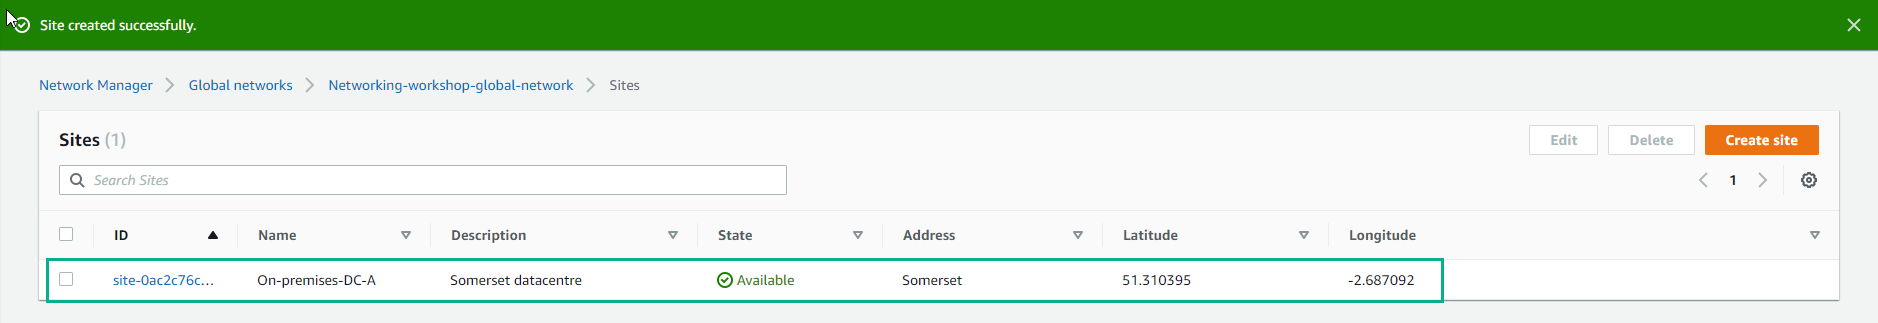 Site created successfully.
Network Manager Global networks Networking-workshop-global-network Sites
Sites (1)
Edit Delete Create site
Search Sites
1
ID Name Description State Address Latitude Longitude
site-0ac2c76c... On-premises-DC-A Somerset datacentre Available Somerset 51.310395 -2.687092